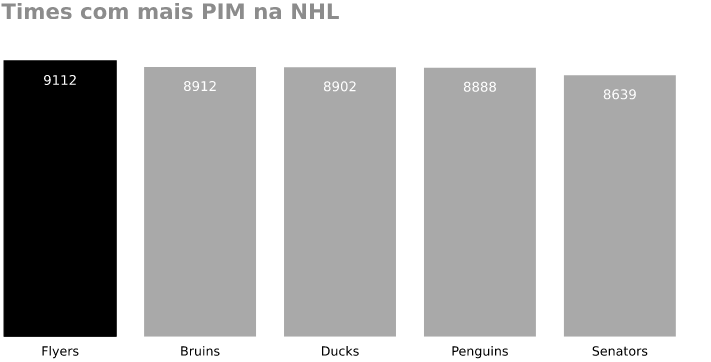 Times com mais PIM na NHL
9112 8912 8902 8888 8639
Flyers Bruins Ducks Penguins Senators